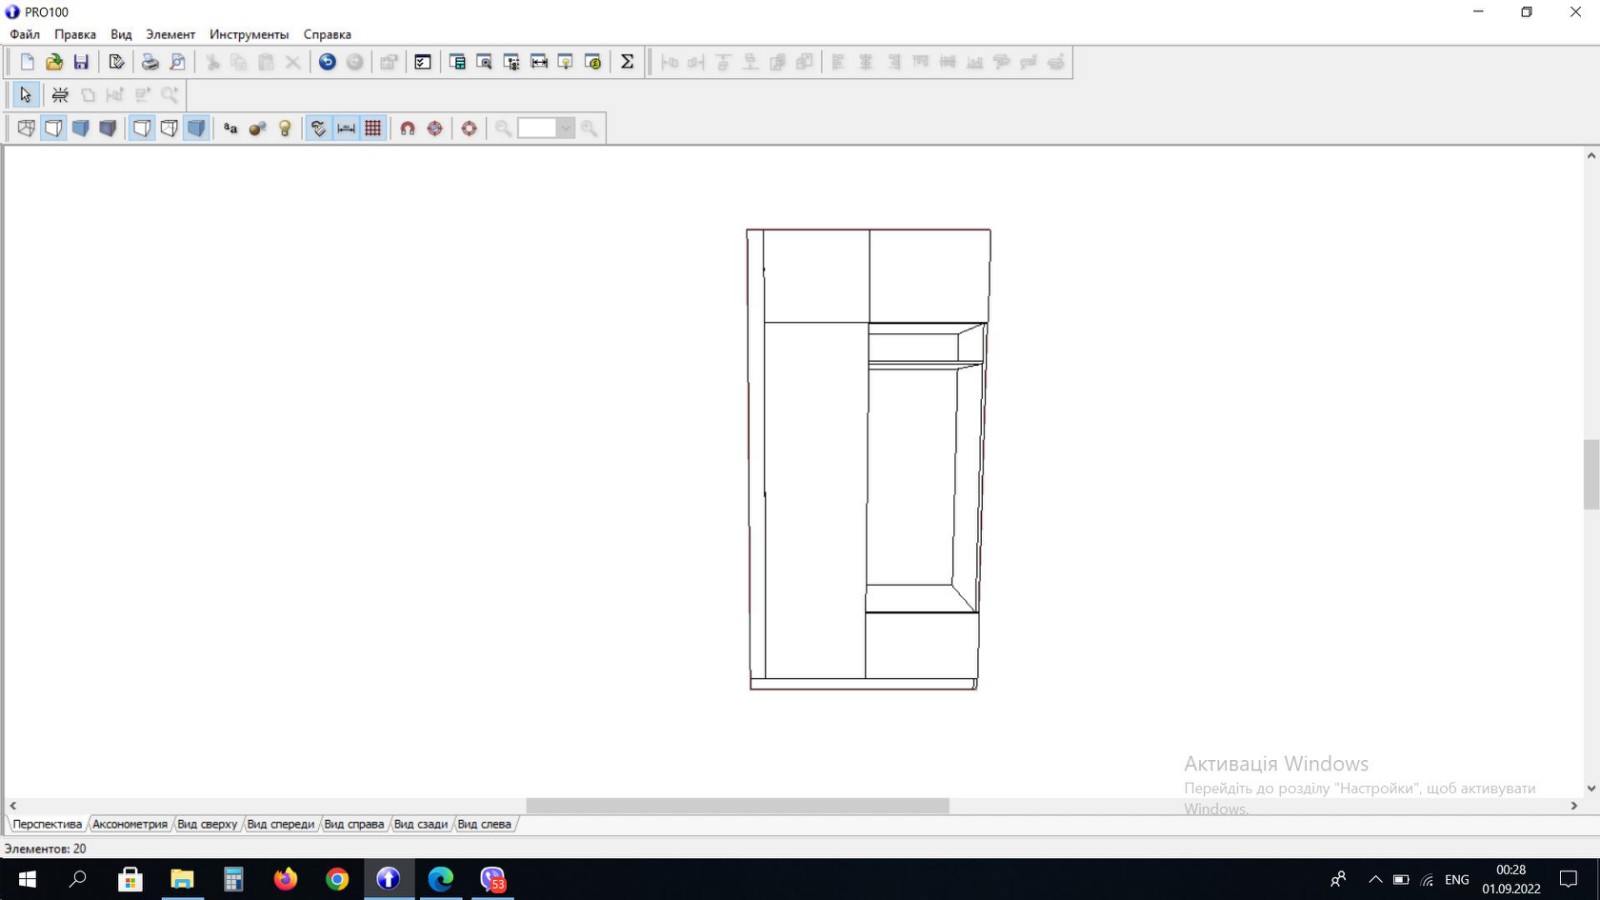 PRO100
Файл Правка Вид Элемент Инструменты Справка
Активація Windows
Перейдіть до розділу "Настройки", щоб активувати
Windows.
Перспектива Аксонометрия Вид сверху Вид спереди Вид справа Вид сзади Вид слева
Элементов: 20
53
ENG
00:28
01.09.2022